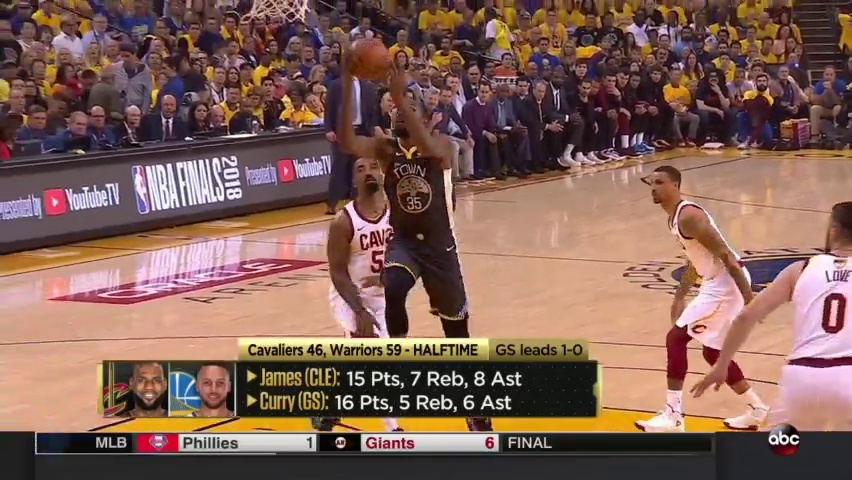 Presented by YouTube TV NBA FINALS 2018 Presented by YouTube TV
ORACLE
ARENA
TOWN
35
CAVS
5
LOVE
0
Cavaliers 46, Warriors 59 - HALFTIME GS leads 1-0
James (CLE): 15 Pts, 7 Reb, 8 Ast
Curry (GS): 16 Pts, 5 Reb, 6 Ast
MLB Phillies 1 Giants 6 FINAL
abc